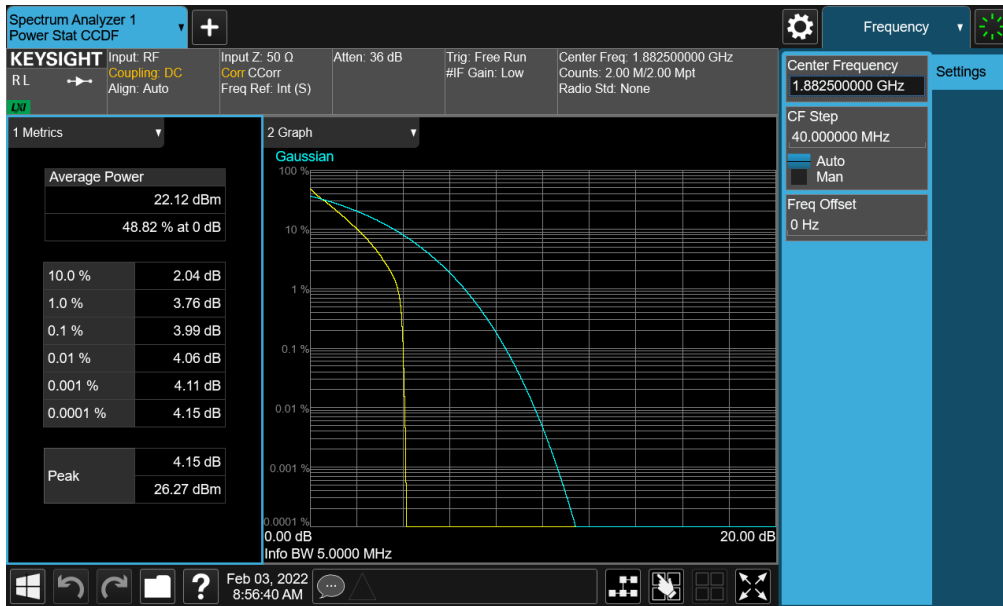 Spectrum Analyzer 1
Power Stat CCDF
Frequency
KEYSIGHT
R L
LXI
Input: RF
Coupling: DC
Align: Auto
Input Z: 50 Ω
Corr CCorr
Freq Ref: Int (S)
Atten: 36 dB
Trig: Free Run
#IF Gain: Low
Center Freq: 1.882500000 GHz
Counts: 2.00 M/2.00 Mpt
Radio Std: None
Center Frequency
1.882500000 GHz
Settings
CF Step
40.000000 MHz
Auto
Man
Freq Offset
0 Hz
1 Metrics
Average Power
22.12 dBm
48.82 % at 0 dB
10.0 % 2.04 dB
1.0 % 3.76 dB
0.1 % 3.99 dB
0.01 % 4.06 dB
0.001 % 4.11 dB
0.0001 % 4.15 dB
Peak
4.15 dB
26.27 dBm
2 Graph
Gaussian
100 %
10 %
1 %
0.1 %
0.01 %
0.001 %
0.0001 %
0.00 dB 20.00 dB
Info BW 5.0000 MHz
?
Feb 03, 2022
8:56:40 AM